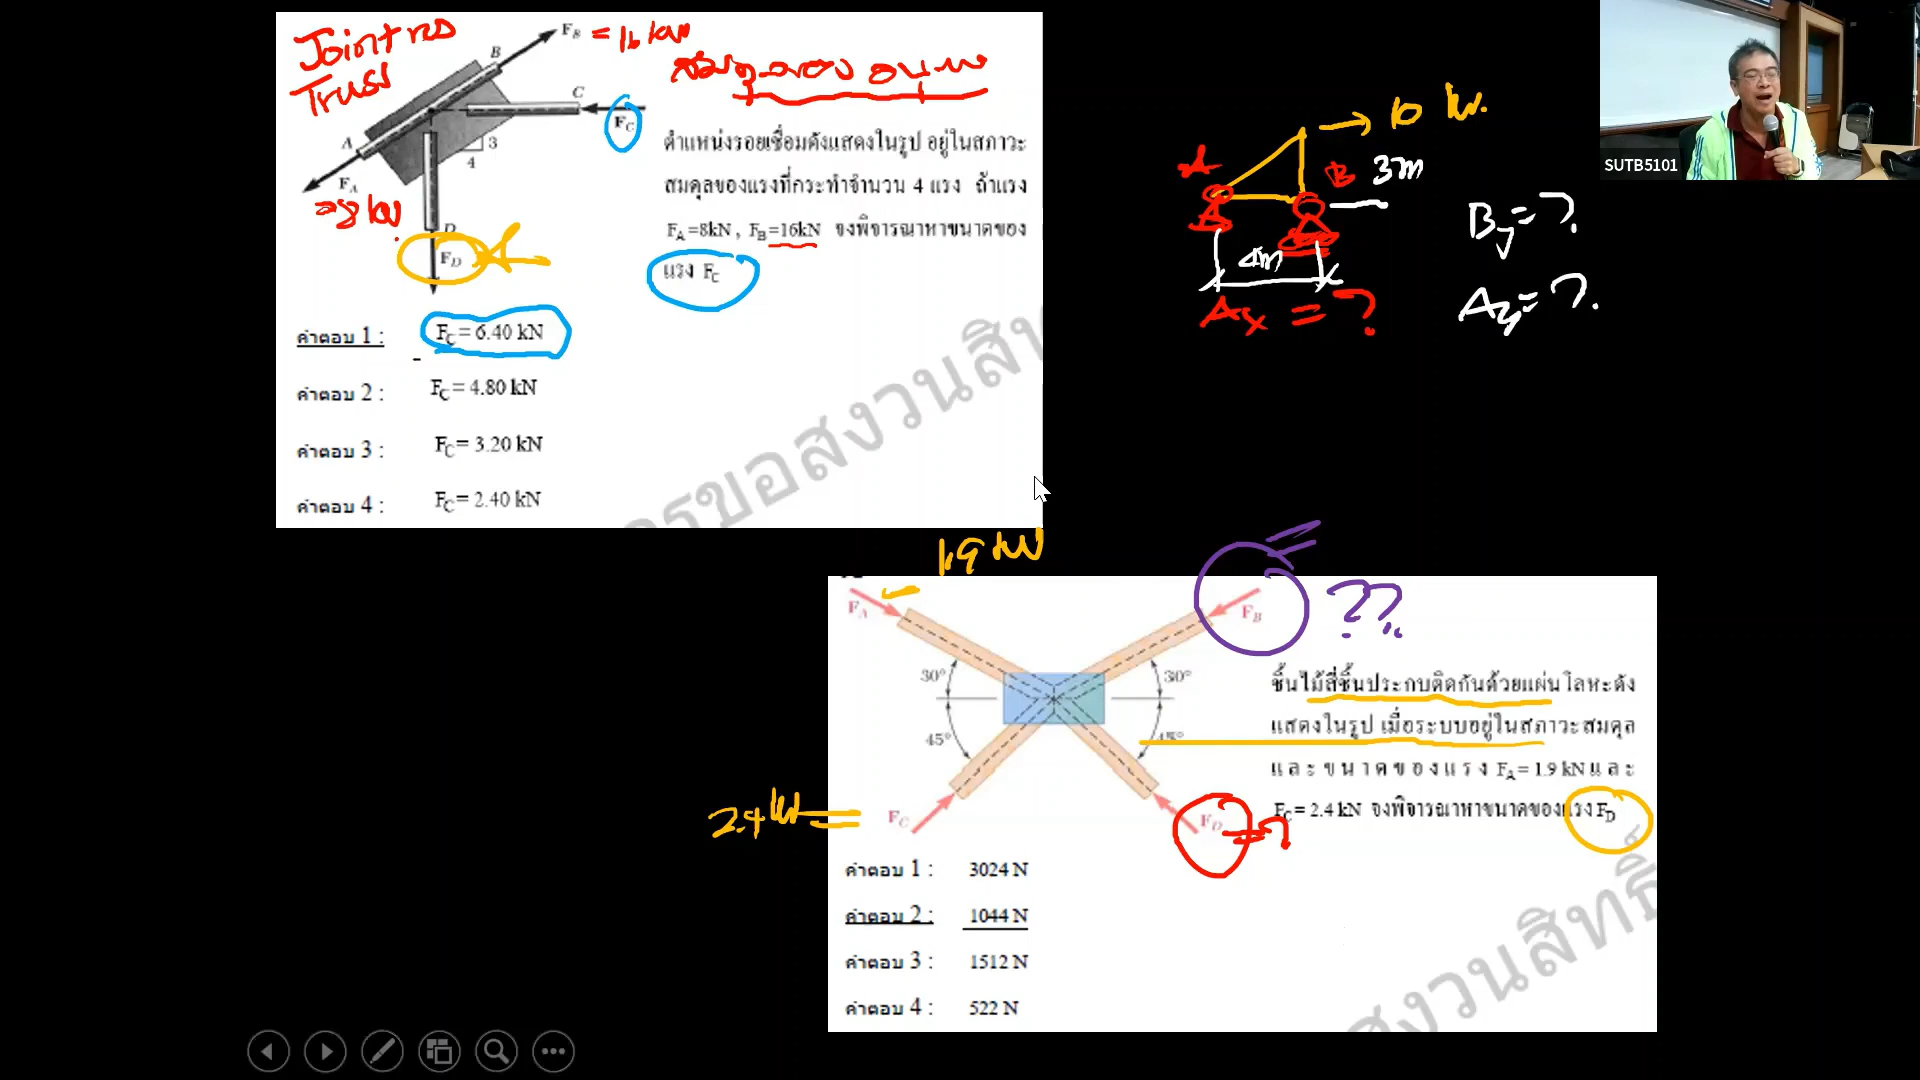 Joint
Truss
F_B = 16 kN
B
C
F_C
A
3
4
F_A
= 8 kN
D
F_D
ตำแหน่งรอยเชื่อมดังแสดงในรูป อยู่ในสภาวะ
สมดุลของแรงที่กระทำจำนวน 4 แรง ถ้าแรง
F_A=8kN, F_B=16kN จงพิจารณาหาขนาดของ
แรง F_C
คำตอบ 1 : F_C = 6.40 kN
คำตอบ 2 : F_C = 4.80 kN
คำตอบ 3 : F_C = 3.20 kN
คำตอบ 4 : F_C = 2.40 kN
รขอสงวนสิท
10 kN.
A
B
3m
4m
A_x = ?
B_y = ?
A_y = ?
SUTB5101
1.9 kN
F_A
F_B
??
30°
30°
45°
45°
2.4 kN
F_C
F_D = ?
ชิ้นไม้สี่ชิ้นประกบติดกันด้วยแผ่นโลหะดัง
แสดงในรูป เมื่อระบบอยู่ในสภาวะสมดุล
และขนาดของแรง F_A = 1.9 kN และ
F_C = 2.4 kN จงพิจารณาหาขนาดของแรง F_D
คำตอบ 1 : 3024 N
คำตอบ 2 : 1044 N
คำตอบ 3 : 1512 N
คำตอบ 4 : 522 N
สงวนสิทธิ์